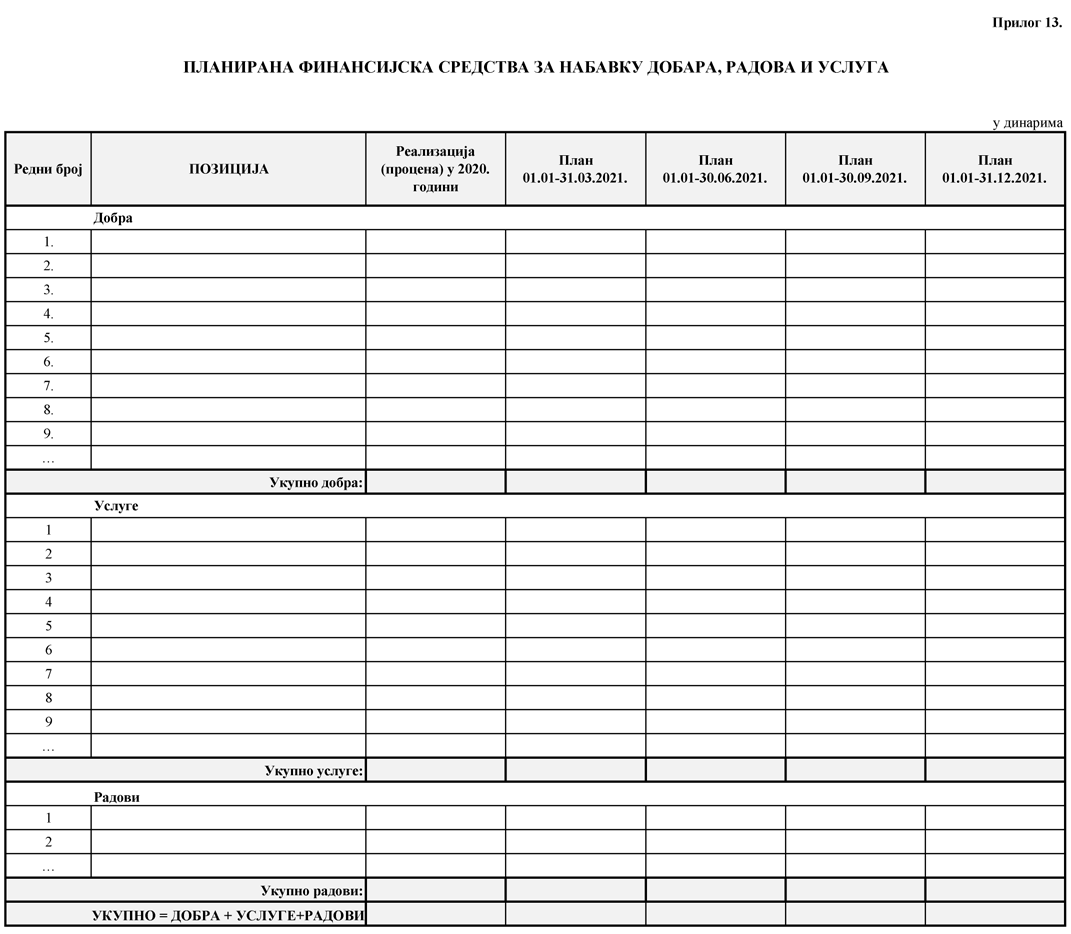 Прилог 13.
ПЛАНИРАНА ФИНАНСИЈСКА СРЕДСТВА ЗА НАБАВКУ ДОБАРА, РАДОВА И УСЛУГА
у динарима
Редни број ПОЗИЦИЈА Реализација (процена) у 2020. години План 01.01-31.03.2021. План 01.01-30.06.2021. План 01.01-30.09.2021. План 01.01-31.12.2021.
Добра
1.
2.
3.
4.
5.
6.
7.
8.
9.
…
Укупно добра:
Услуге
1
2
3
4
5
6
7
8
9
…
Укупно услуге:
Радови
1
2
…
Укупно радови:
УКУПНО = ДОБРА + УСЛУГЕ+РАДОВИ